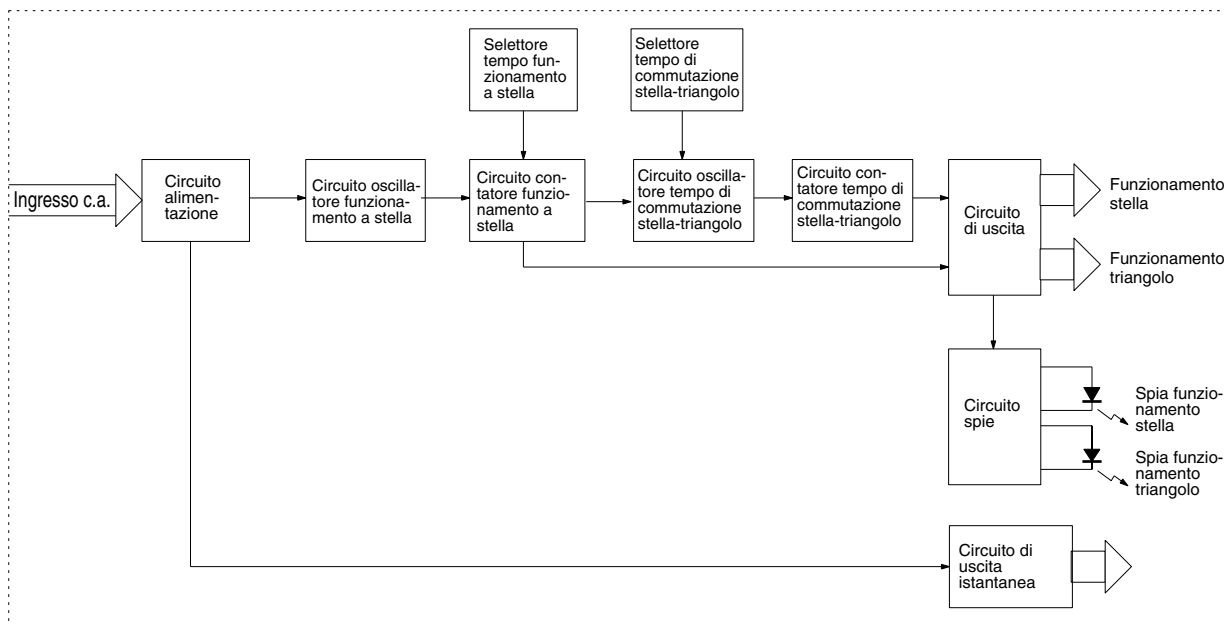 Selettore
tempo fun-
zionamento
a stella
Selettore
tempo di
commutazione
stella-triangolo
Ingresso c.a.
Circuito
alimen-
tazione
Circuito oscilla-
tore funziona-
mento a stella
Circuito con-
tatore funzio-
namento a
stella
Circuito oscilla-
tore tempo di
commutazione
stella-triangolo
Circuito con-
tatore tempo di
commutazione
stella-triangolo
Circuito
di uscita
Funzionamento
stella
Funzionamento
triangolo
Circuito
spie
Spia funzio-
namento
stella
Spia funzio-
namento
triangolo
Circuito di
uscita
istantanea